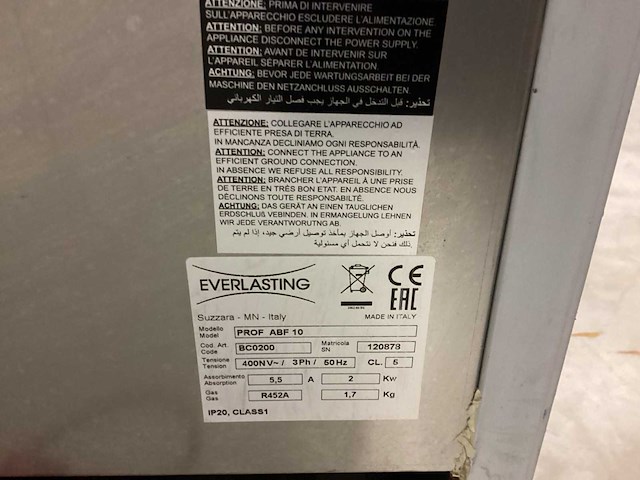 ATTENZIONE: PRIMA DI INTERVENIRE
SULL'APPARECCHIO ESCLUDERE L'ALIMENTAZIONE
ATTENTION: BEFORE ANY INTERVENTION ON THE
APPLIANCE DISCONNECT THE POWER SUPPLY.
ATTENTION: AVANT DE INTERVENIR SUR
L'APPAREIL SÉPARER L'ALIMENTATION.
ACHTUNG: BEVOR JEDE WARTUNGSARBEIT BEI DER
MASCHINE DEN NETZANCHLUSS AUSSCHALTEN.
تحذير: قبل التدخل في الجهاز يجب فصل التيار الكهربائي
ATTENZIONE: COLLEGARE L'APPARECCHIO AD
EFFICIENTE PRESA DI TERRA.
IN MANCANZA DECLINIAMO OGNI RESPONSABILITÀ.
ATTENTION: CONNECT THE APPLIANCE TO AN
EFFICIENT GROUND CONNECTION.
IN ABSENCE WE REFUSE ALL RESPONSIBILITY.
ATTENTION: BRANCHER L'APPAREIL À UNE PRISE
DE TERRE EN TRÈS BON ETAT. EN ABSENCE NOUS
DÉCLINONS TOUTE RESPONSABILITÉ.
ACHTUNG: DAS GERÄT AN EINEN TAUGLICHEN
ERDSCHLUß VEBINDEN. IN ERMANGELUNG LEHNEN
WIR JEDE VERANTWORUTNG AB.
تحذير: أوصل الجهاز بمأخذ توصيل أرضي جيد، إذا لم يتم
ذلك فنحن لا نتحمل أي مسئولية.
EVERLASTING
CE
EAC
Suzzara - MN - Italy
MADE IN ITALY
Modello
Model PROF ABF 10
Cod. Art.
Code BC0200 Matricola
SN 120878
Tensione
Tension 400NV~ / 3Ph / 50Hz CL. 5
Assorbimento
Absorption 5,5 A 2 Kw
Gas
Gas R452A 1,7 Kg
IP20, CLASS1